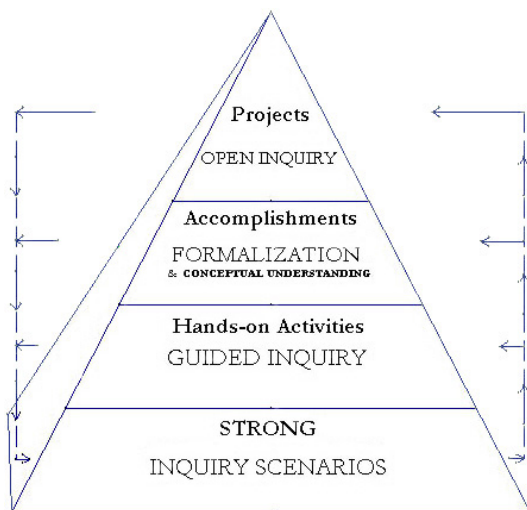 Projects
OPEN INQUIRY
Accomplishments
FORMALIZATION
& CONCEPTUAL UNDERSTANDING
Hands-on Activities
GUIDED INQUIRY
STRONG
INQUIRY SCENARIOS